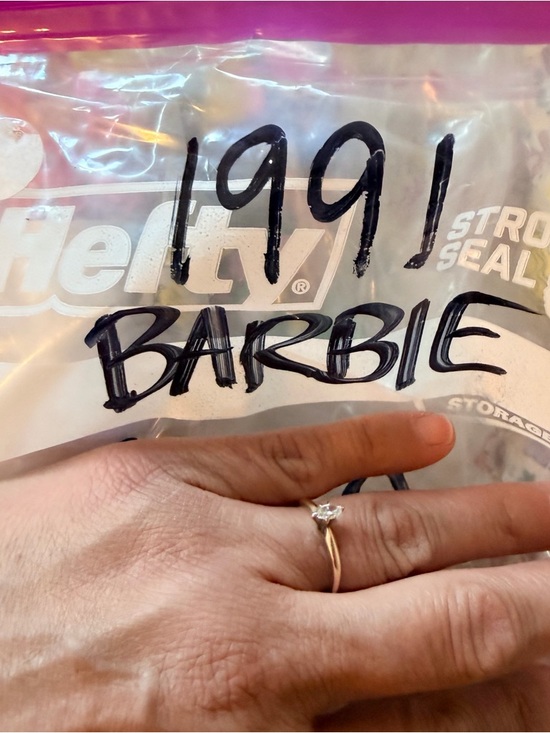 1991
Hefty®
STRO
SEAL
BARBIE
STORAGE